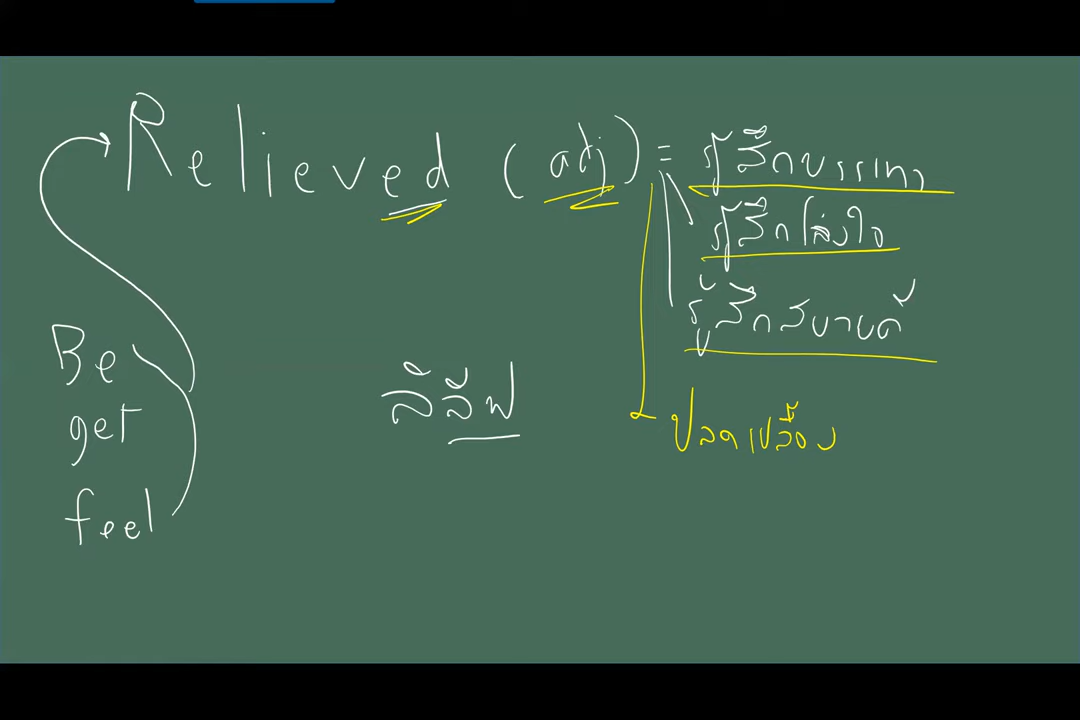 Relieved (adj) = รู้สึกบรรเทา
รู้สึกโล่งใจ
รู้สึกสบายดี
Be
get
feel
ลิลีฟ
ปลดเปลื้อง